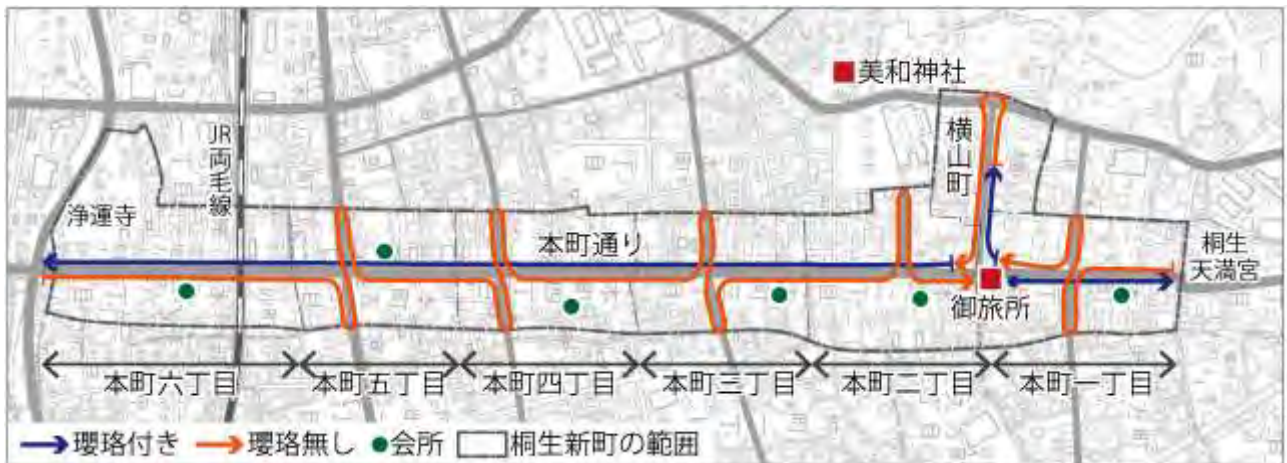 美和神社
横山町
JR両毛線
浄運寺
本町通り
桐生
天満宮
御旅所
本町六丁目
本町五丁目
本町四丁目
本町三丁目
本町二丁目
本町一丁目
瓔珞付き
瓔珞無し
会所
桐生新町の範囲